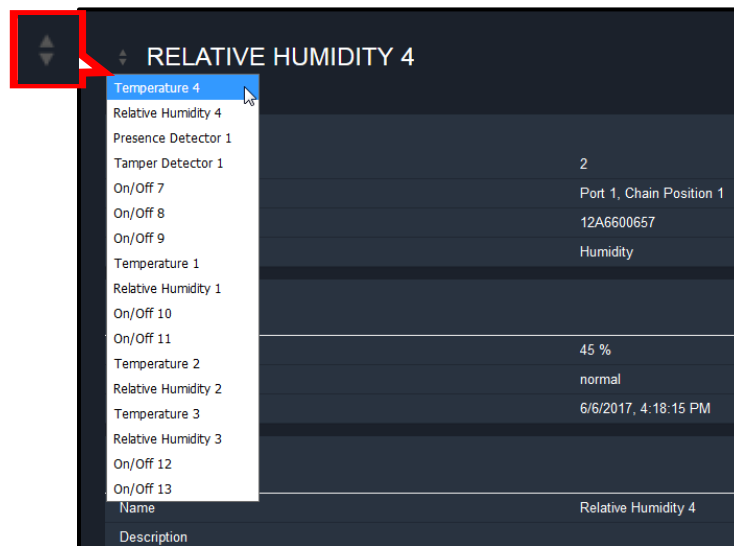 RELATIVE HUMIDITY 4
Temperature 4
Relative Humidity 4
Presence Detector 1
Tamper Detector 1
2
On/Off 7
Port 1, Chain Position 1
On/Off 8
12A6600657
On/Off 9
Humidity
Temperature 1
Relative Humidity 1
On/Off 10
On/Off 11
45 %
Temperature 2
normal
Relative Humidity 2
Temperature 3
6/6/2017, 4:18:15 PM
Relative Humidity 3
On/Off 12
On/Off 13
Name Relative Humidity 4
Description